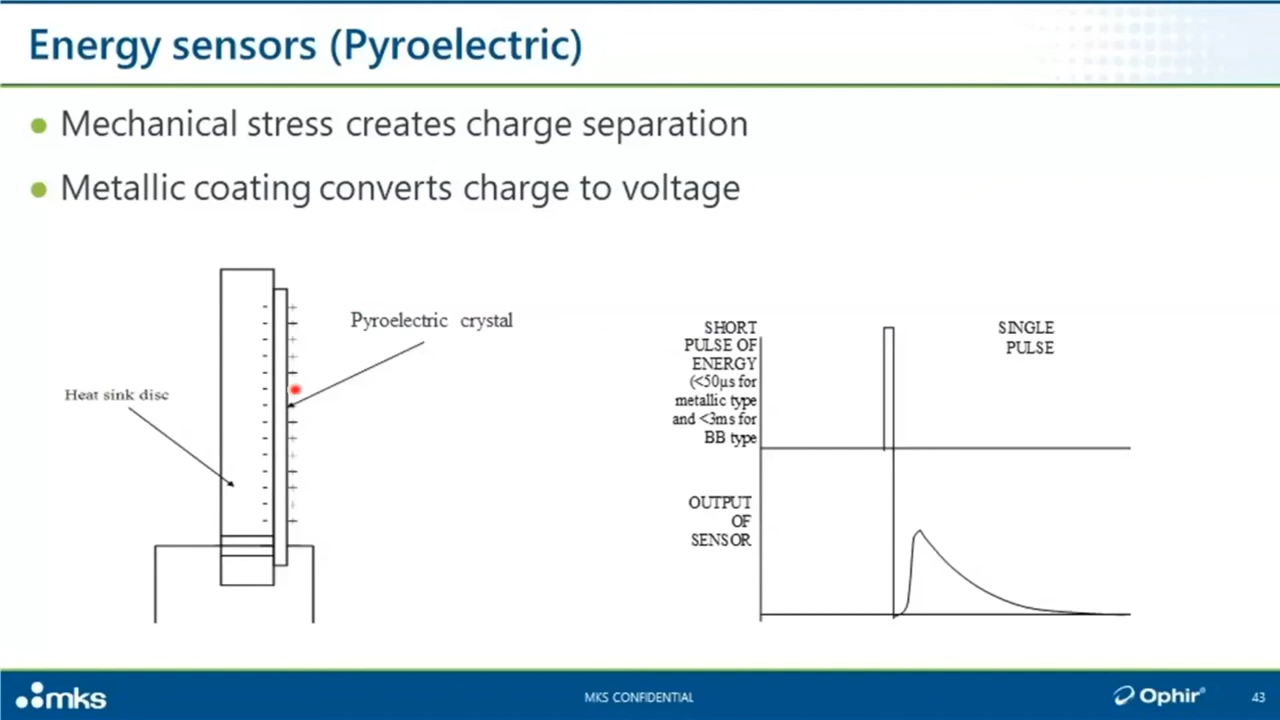 Energy sensors (Pyroelectric)
Mechanical stress creates charge separation
Metallic coating converts charge to voltage
Pyroelectric crystal
Heat sink disc
SHORT
PULSE OF
ENERGY
(<50µs for
metallic type
and <3ms for
BB type
SINGLE
PULSE
OUTPUT
OF
SENSOR
mks
MKS CONFIDENTIAL
Ophir®
43